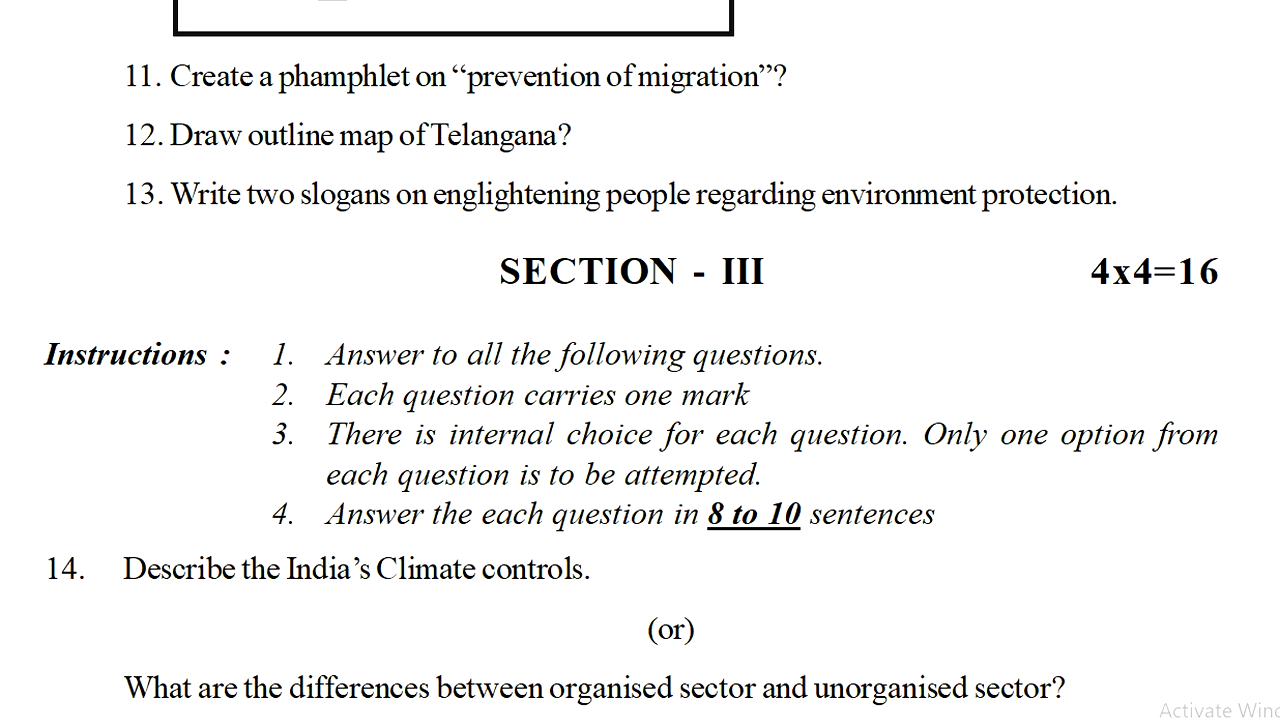 11. Create a phamphlet on “prevention of migration”?
12. Draw outline map of Telangana?
13. Write two slogans on englightening people regarding environment protection.
SECTION - III 4x4=16
Instructions : 1. Answer to all the following questions.
2. Each question carries one mark
3. There is internal choice for each question. Only one option from
each question is to be attempted.
4. Answer the each question in 8 to 10 sentences
14. Describe the India’s Climate controls.
(or)
What are the differences between organised sector and unorganised sector?
Activate